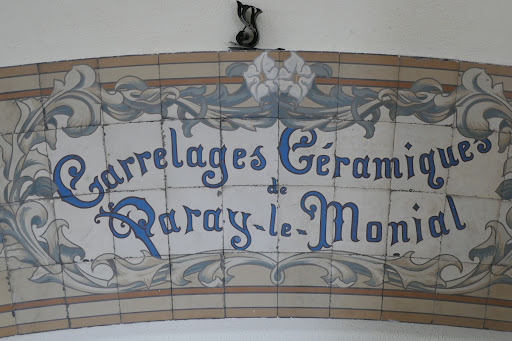 Carrelages Céramiques
de
Paray-le-Monial